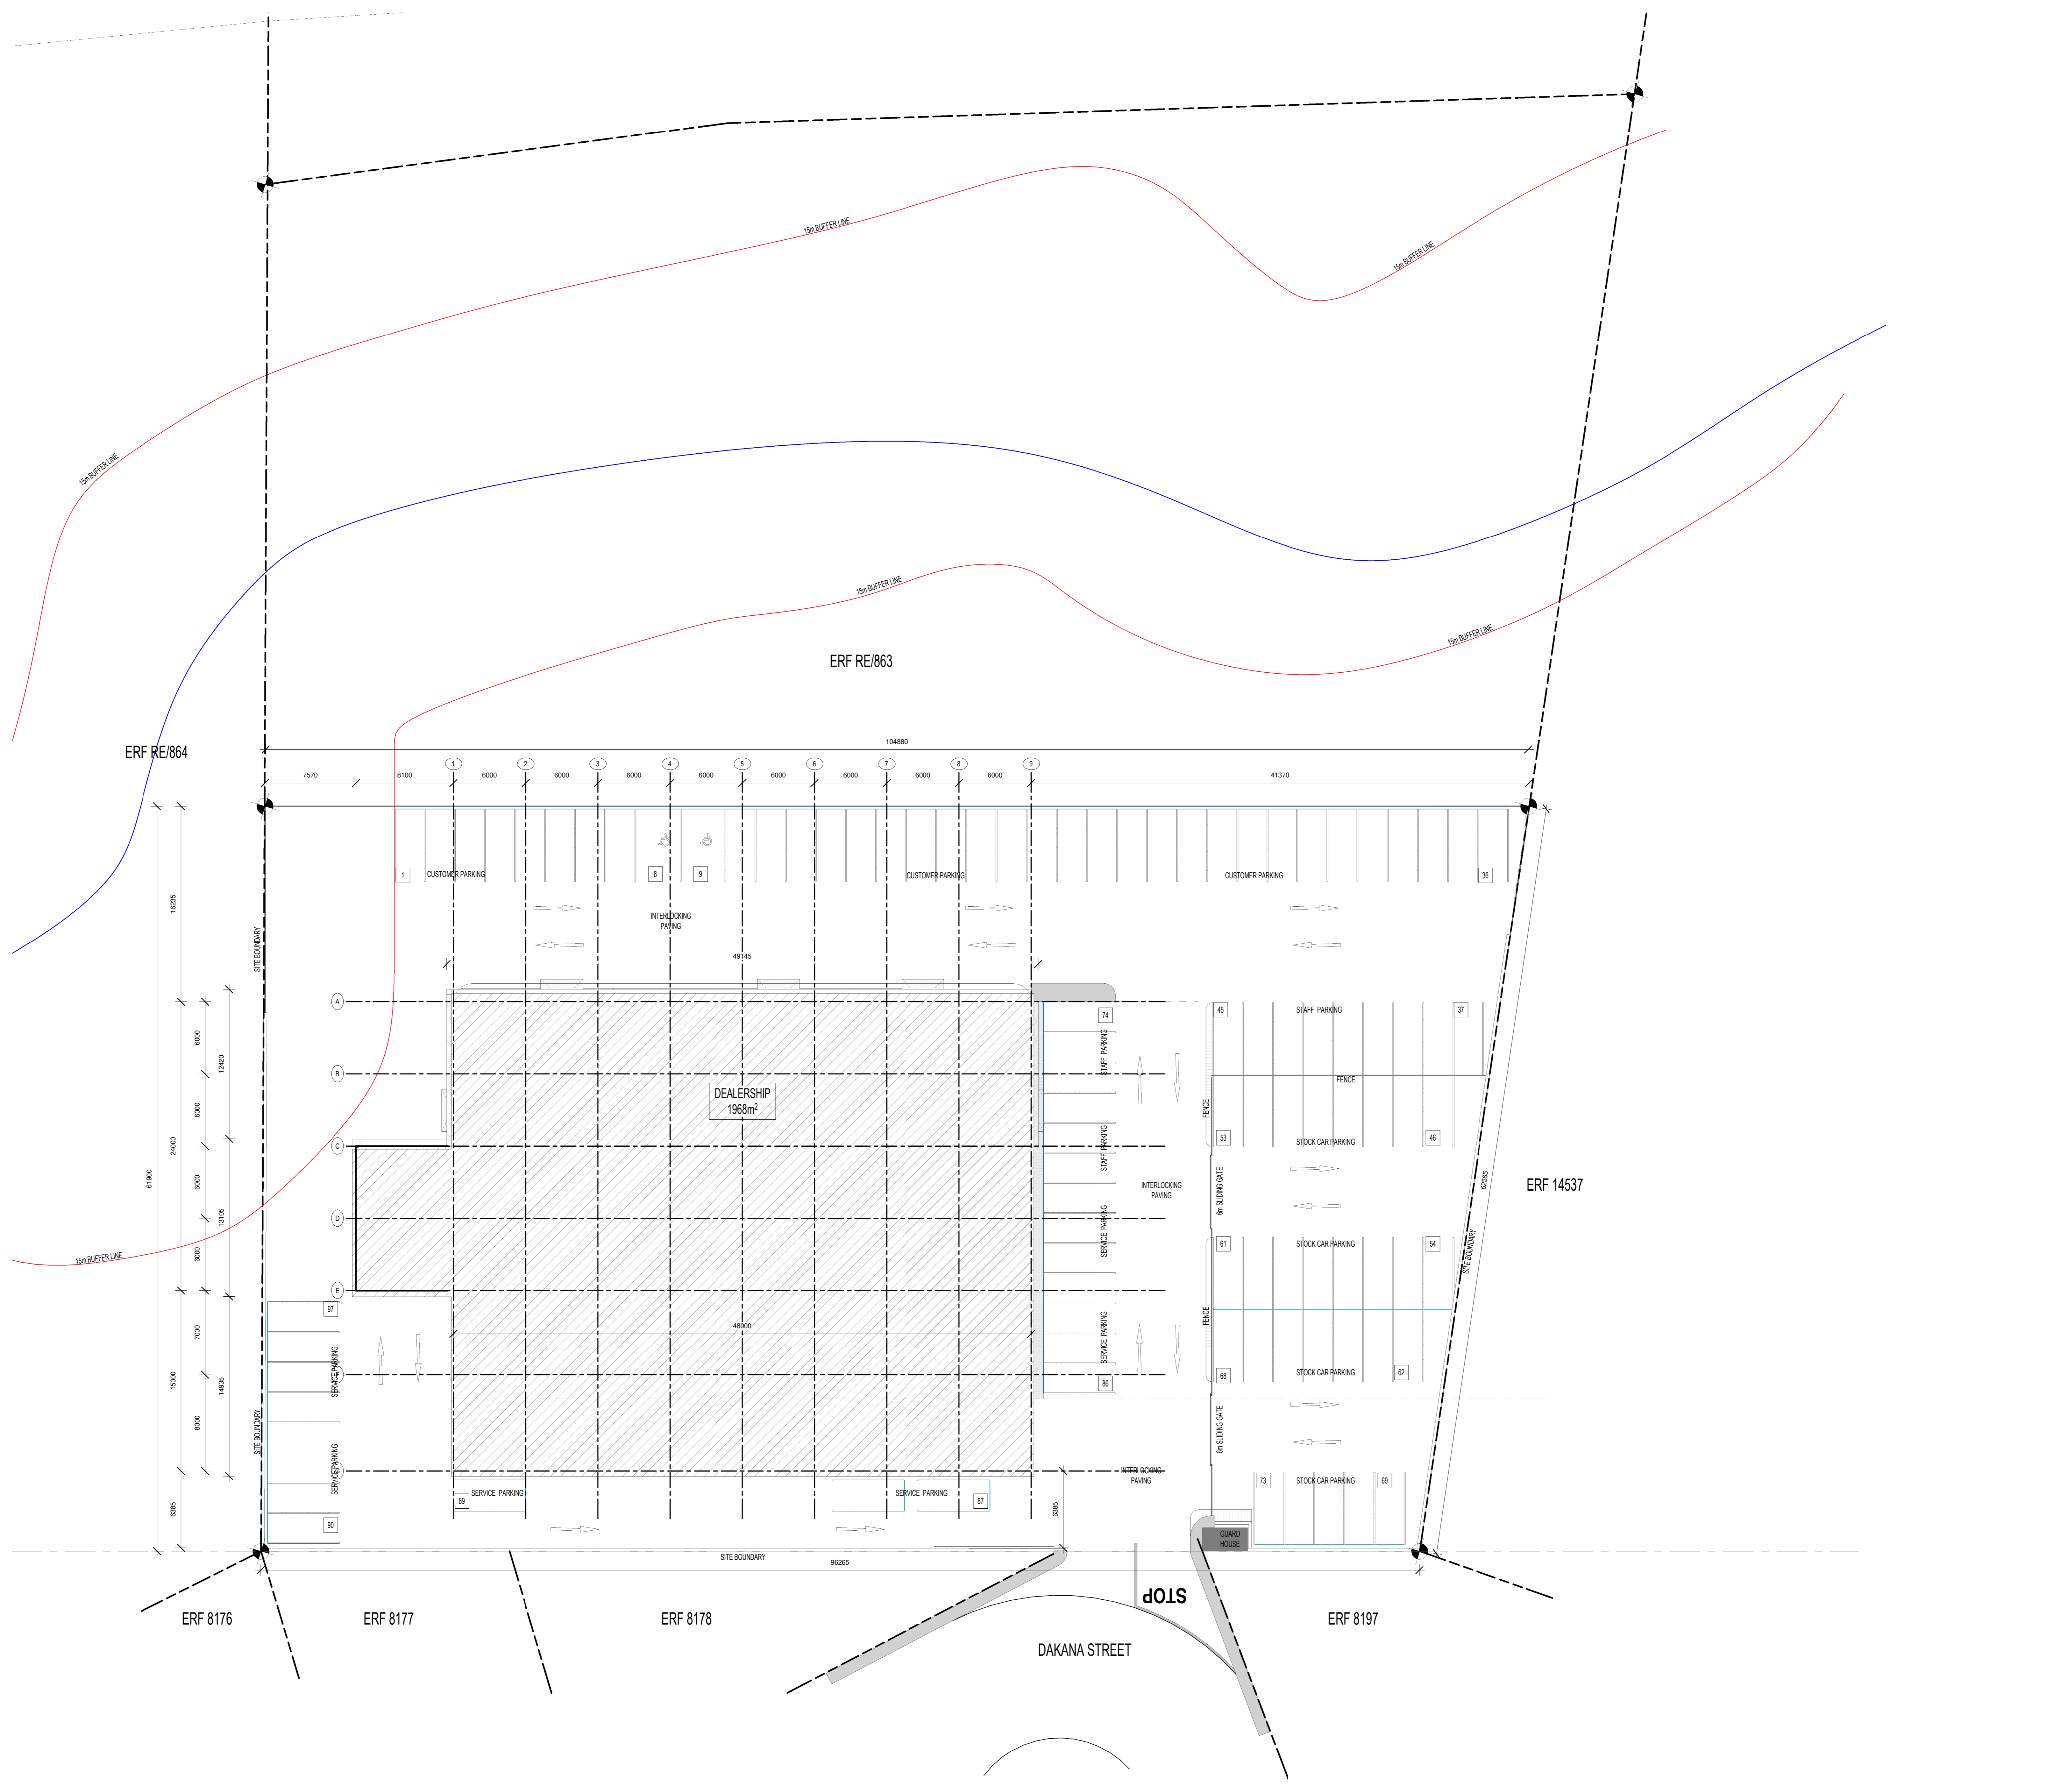 15m BUFFER LINE
15m BUFFER LINE
15m BUFFER LINE
15m BUFFER LINE
15m BUFFER LINE
ERF RE/863
ERF RE/864
104880
7570
8100
1
2
3
4
5
6
7
8
9
6000
6000
6000
6000
6000
6000
6000
6000
41370
1
CUSTOMER PARKING
8
9
CUSTOMER PARKING
CUSTOMER PARKING
36
16235
INTERLOCKING
PAVING
SITE BOUNDARY
49145
A
B
C
D
E
6000
6000
6000
6000
7000
8000
12420
13105
14935
24000
15000
6385
61900
DEALERSHIP
1968m²
48000
74
STAFF PARKING
STAFF PARKING
SERVICE PARKING
SERVICE PARKING
86
INTERLOCKING
PAVING
45
STAFF PARKING
37
FENCE
FENCE
53
STOCK CAR PARKING
46
6m SLIDING GATE
61
STOCK CAR PARKING
54
FENCE
68
STOCK CAR PARKING
62
6m SLIDING GATE
73
STOCK CAR PARKING
69
62565
SITE BOUNDARY
ERF 14537
15m BUFFER LINE
97
SERVICE PARKING
SERVICE PARKING
90
SITE BOUNDARY
89
SERVICE PARKING
SERVICE PARKING
87
6385
INTERLOCKING
PAVING
GUARD
HOUSE
SITE BOUNDARY
96265
STOP
ERF 8176
ERF 8177
ERF 8178
ERF 8197
DAKANA STREET